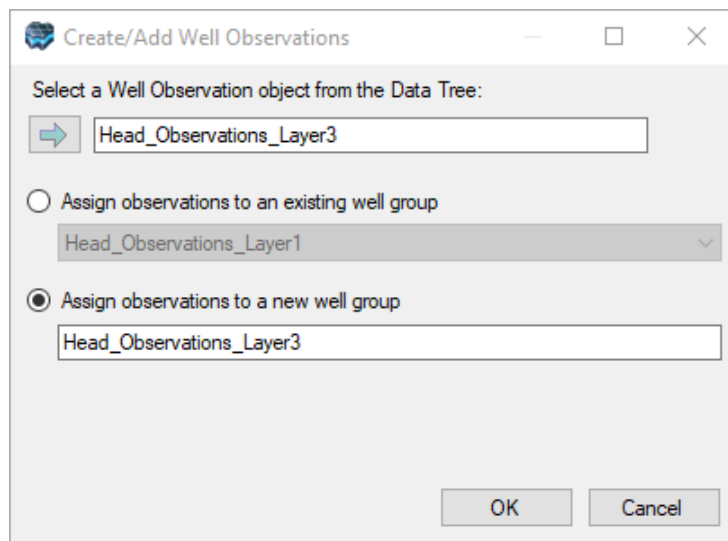 Create/Add Well Observations
Select a Well Observation object from the Data Tree:
Head_Observations_Layer3
Assign observations to an existing well group
Head_Observations_Layer1
Assign observations to a new well group
Head_Observations_Layer3
OK
Cancel